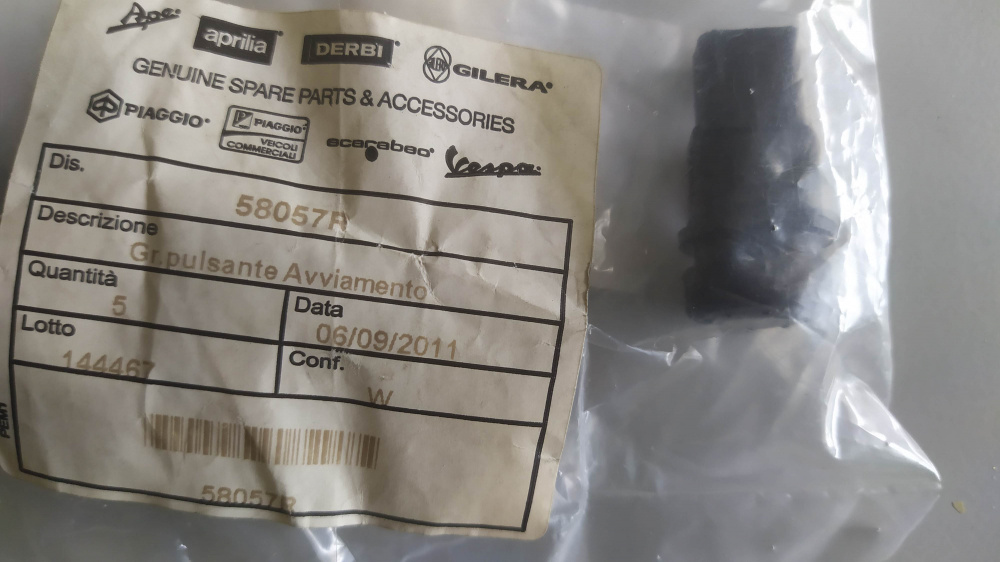 Ape
aprilia DERBI GILERA
GENUINE SPARE PARTS & ACCESSORIES
PIAGGIO PIAGGIO VEICOLI COMMERCIALI scarabeo Vespa
Dis.
58057R
Descrizione
Gr.pulsante Avviamento
Quantità
5
Data
06/09/2011
Lotto
144467
Conf.
W
58057R
PEM1